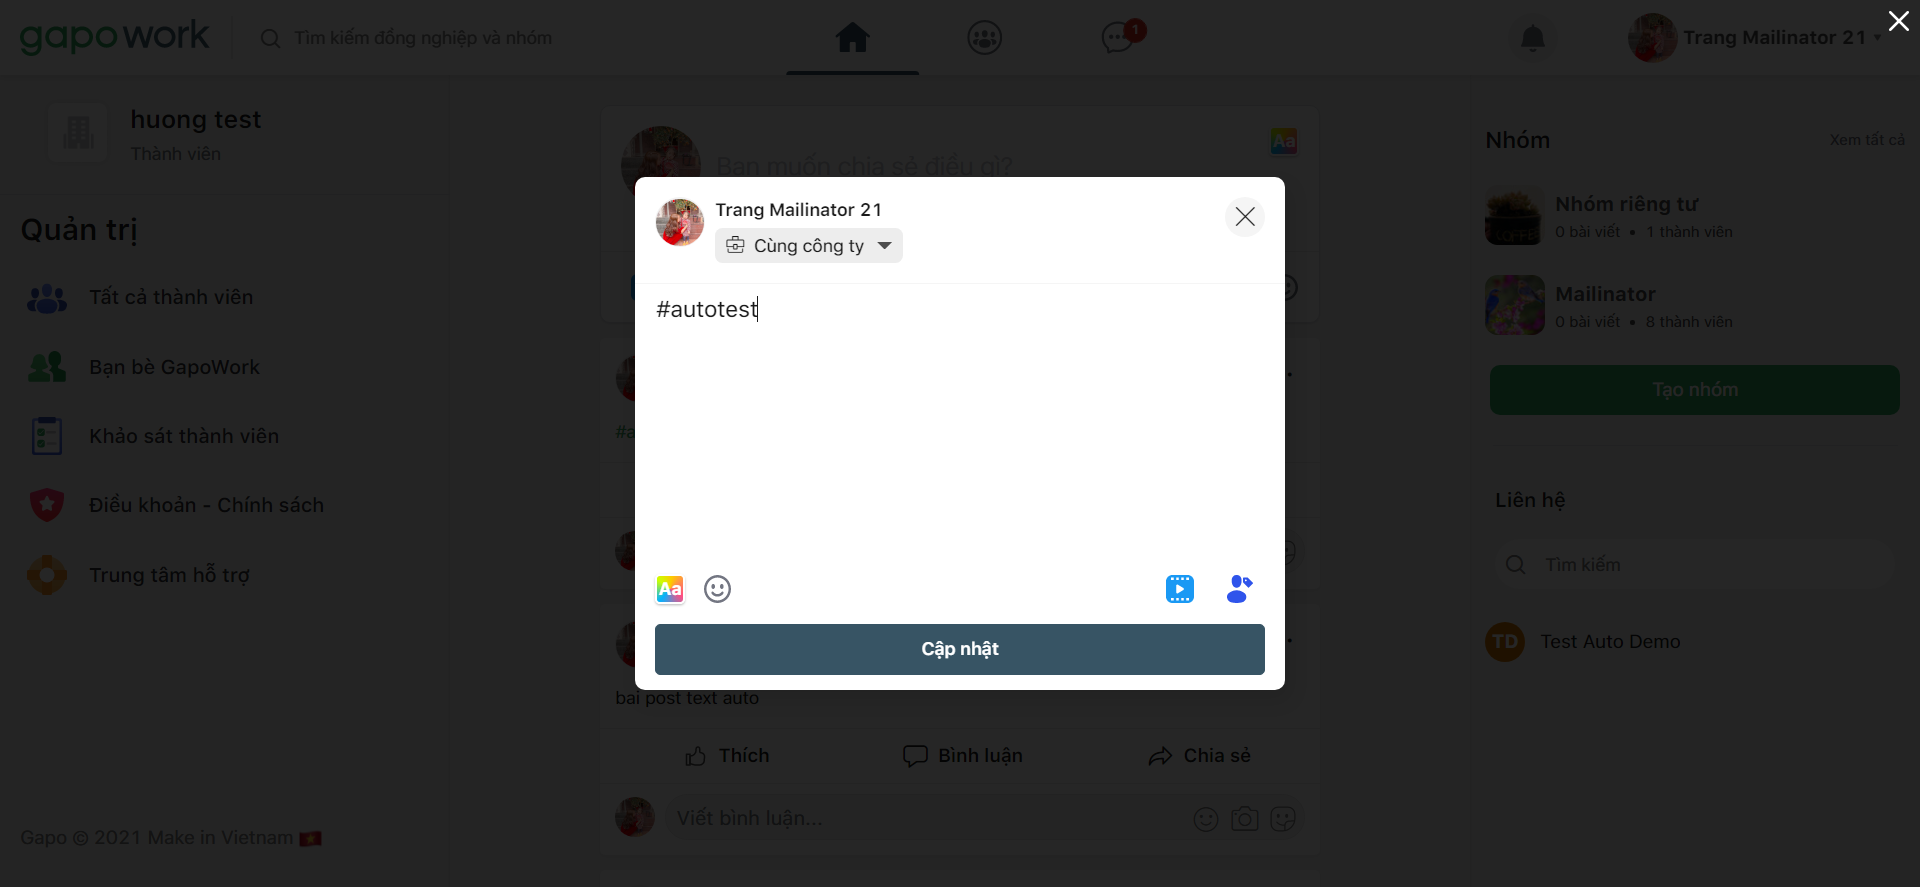 gapowork
Tìm kiếm đồng nghiệp và nhóm
1
Trang Mailinator 21
huong test
Thành viên
Quản trị
Tất cả thành viên
Bạn bè GapoWork
Khảo sát thành viên
Điều khoản - Chính sách
Trung tâm hỗ trợ
Gapo © 2021 Make in Vietnam
Bạn muốn chia sẻ điều gì?
Aa
Trang Mailinator 21
Cùng công ty
#autotest
#a
Aa
Cập nhật
bai post text auto
Thích
Bình luận
Chia sẻ
Viết bình luận...
Nhóm
Xem tất cả
Nhóm riêng tư
0 bài viết • 1 thành viên
Mailinator
0 bài viết • 8 thành viên
Tạo nhóm
Liên hệ
Tìm kiếm
TD
Test Auto Demo